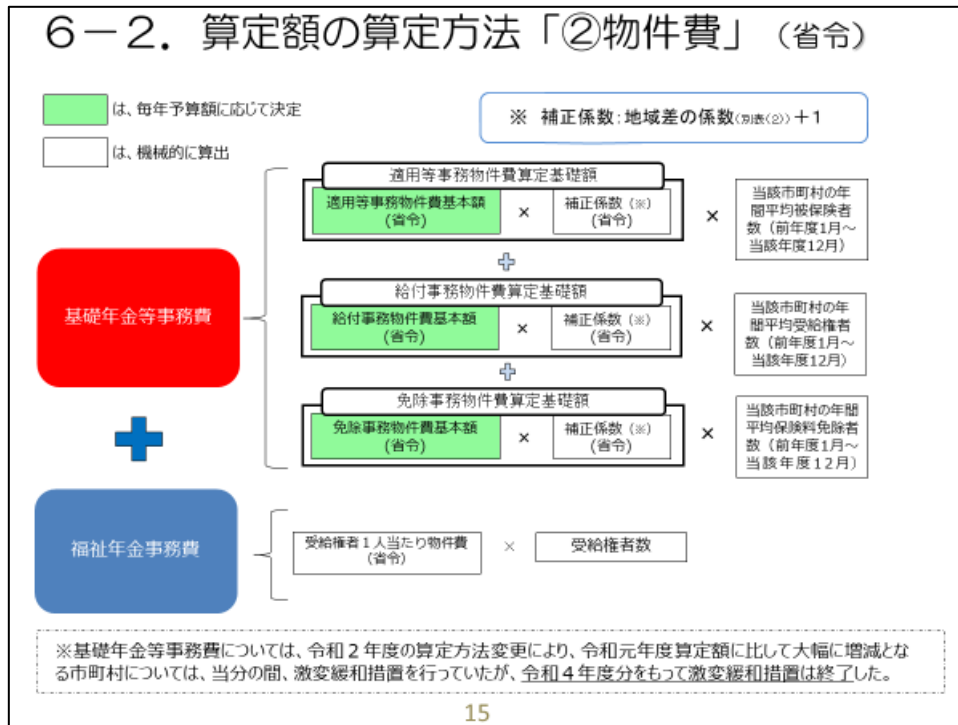 ６－２．算定額の算定方法「②物件費」（省令）
は、毎年予算額に応じて決定
※ 補正係数：地域差の係数(別表(2))＋1
は、機械的に算出
適用等事務物件費算定基礎額
適用等事務物件費基本額
(省令)
×
補正係数（※）
(省令)
×
当該市町村の年
間平均被保険者
数（前年度1月～
当該年度12月）
給付事務物件費算定基礎額
給付事務物件費基本額
(省令)
×
補正係数（※）
(省令)
×
当該市町村の年
間平均受給権者
数（前年度1月～
当該年度12月）
免除事務物件費算定基礎額
免除事務物件費基本額
(省令)
×
補正係数（※）
(省令)
×
当該市町村の年間
平均保険料免除者
数（前年度1月～
当該年度12月）
基礎年金等事務費
福祉年金事務費
受給権者１人当たり物件費
(省令)
×
受給権者数
※基礎年金等事務費については、令和２年度の算定方法変更により、令和元年度算定額に比して大幅に増減とな
る市町村については、当分の間、激変緩和措置を行っていたが、令和４年度分をもって激変緩和措置は終了した。
15